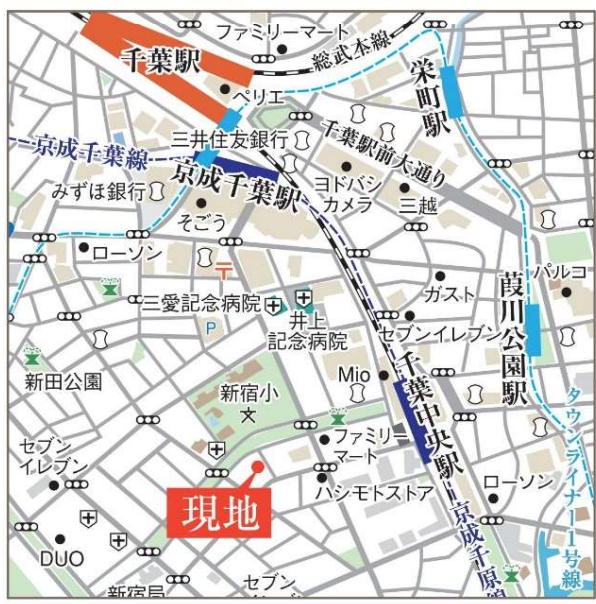 ファミリーマート
総武本線
千葉駅
ペリエ
栄町駅
三井住友銀行
千葉駅前大通り
京成千葉線
京成千葉駅
みずほ銀行
ヨドバシ
カメラ
三越
そごう
ローソン
パルコ
ガスト
葭川公園駅
三愛記念病院
井上
記念病院
P
セブンイレブン
Mio
千葉中央駅
新田公園
新宿小
タウンライナー1号線
セブン
イレブン
ファミリー
マート
ハシモトストア
ローソン
現地
京成千原線
DUO
新宿局
セブン